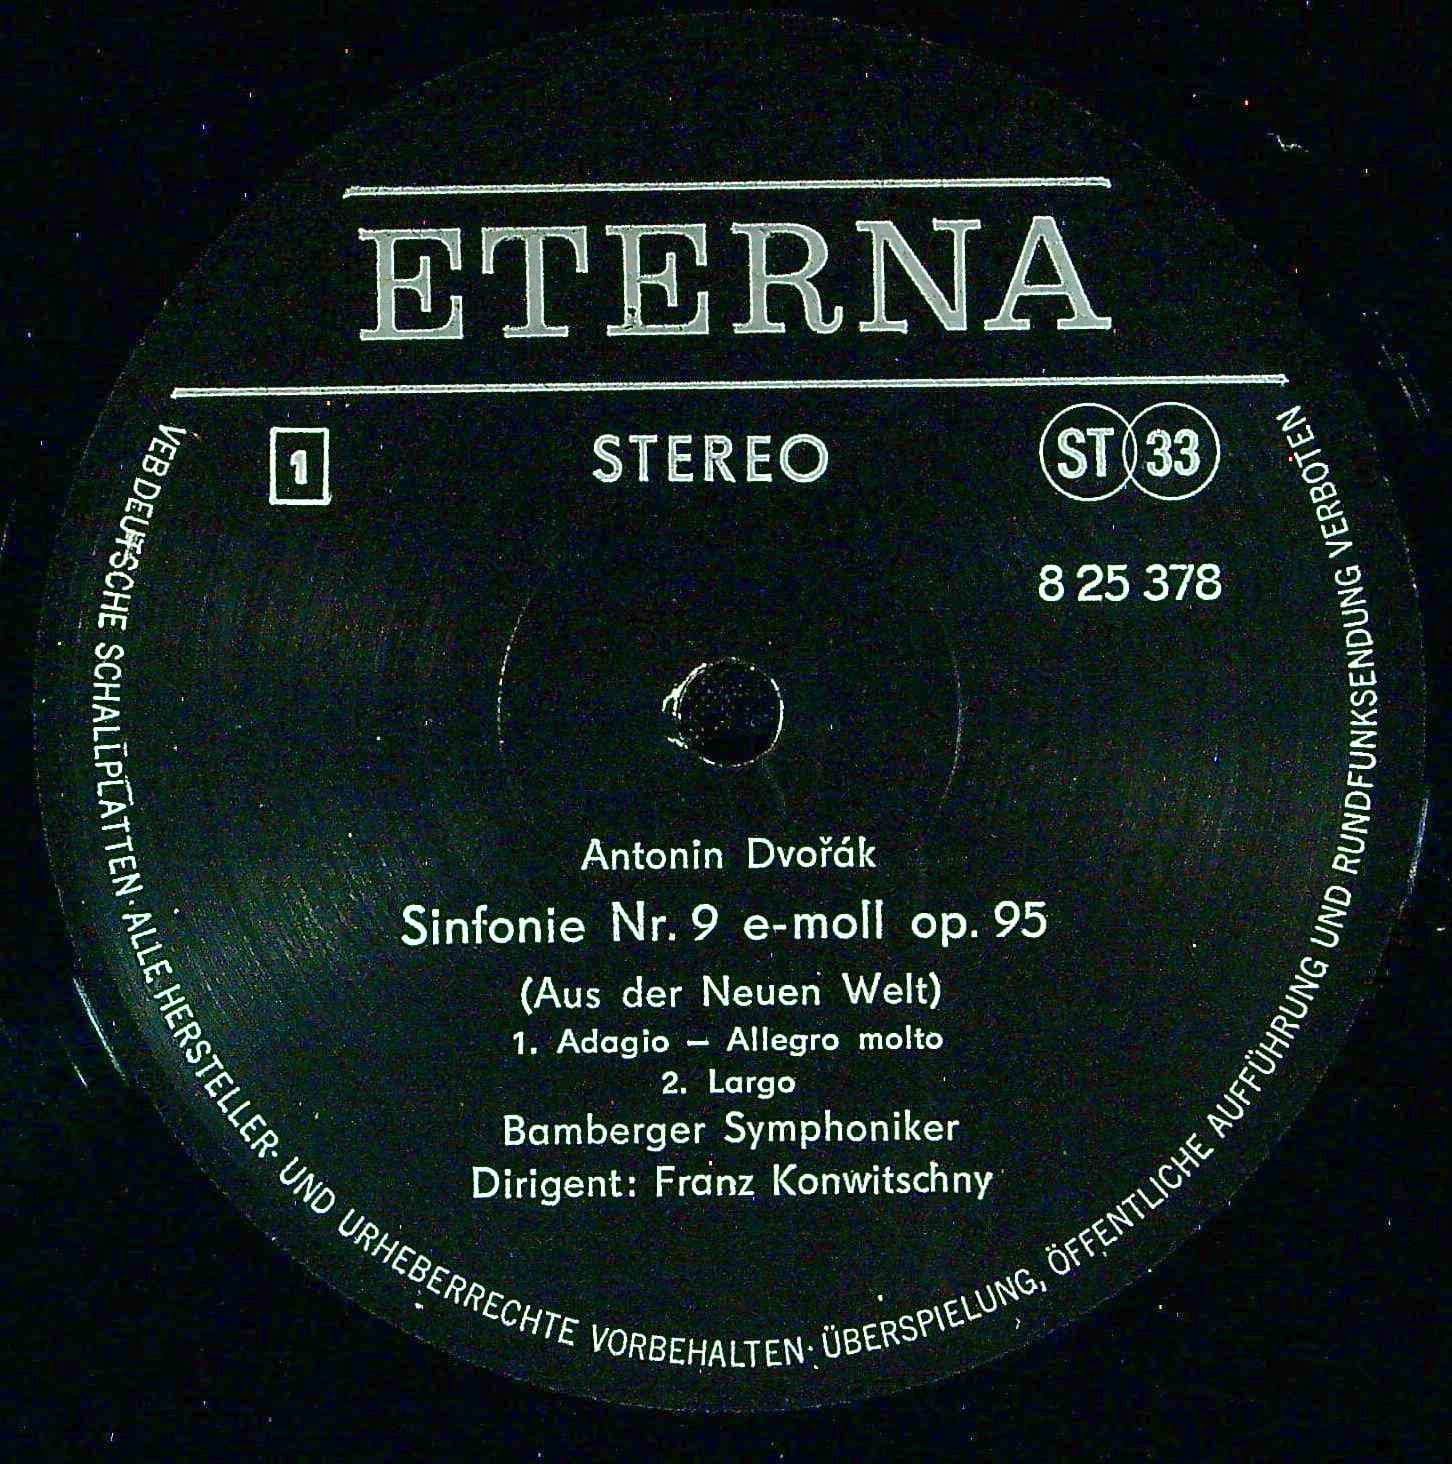 ETERNA
1
STEREO
ST 33
8 25 378
Antonin Dvořák
Sinfonie Nr. 9 e-moll op. 95
(Aus der Neuen Welt)
1. Adagio – Allegro molto
2. Largo
Bamberger Symphoniker
Dirigent: Franz Konwitschny
VEB DEUTSCHE SCHALLPLATTEN · ALLE HERSTELLER- UND URHEBERRECHTE VORBEHALTEN · ÜBERSPIELUNG, ÖFFENTLICHE AUFFÜHRUNG UND RUNDFUNKSENDUNG VERBOTEN